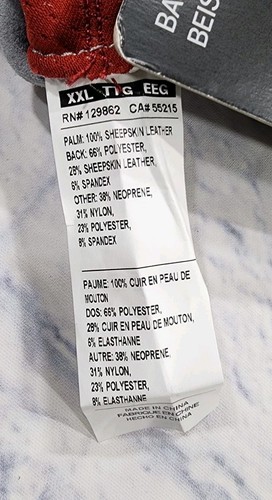 BA
BEIS
XXL TTG EEG
RN# 129862 CA# 55215
PALM: 100% SHEEPSKIN LEATHER
BACK: 66% POLYESTER,
28% SHEEPSKIN LEATHER,
6% SPANDEX
OTHER: 38% NEOPRENE,
31% NYLON,
23% POLYESTER,
8% SPANDEX
PAUME: 100% CUIR EN PEAU DE
MOUTON
DOS: 66% POLYESTER,
28% CUIR EN PEAU DE MOUTON,
6% ELASTHANNE
AUTRE: 38% NEOPRENE,
31% NYLON,
23% POLYESTER,
8% ELASTHANNE
MADE IN CHINA
FABRIQUE EN CHINE
HECHO EN CHINA